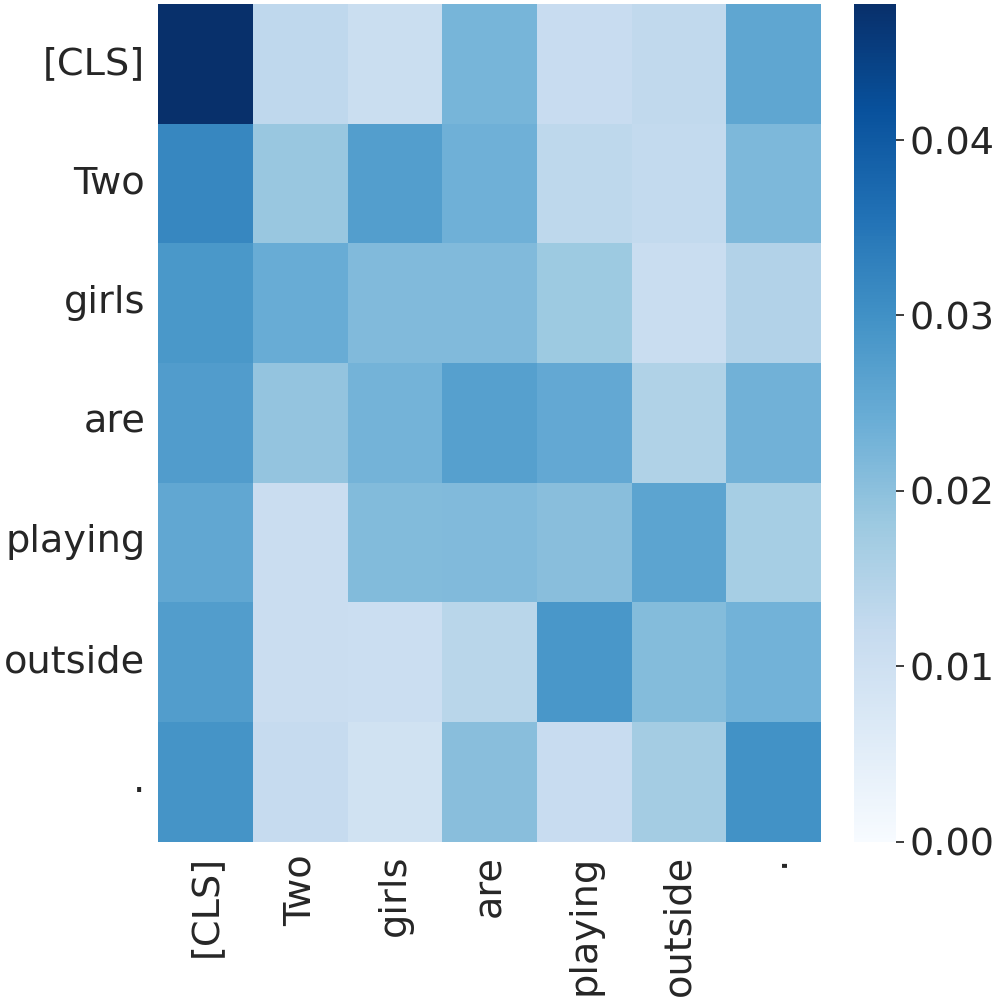 [CLS]
Two
girls
are
playing
outside
.
[CLS]
Two
girls
are
playing
outside
.
0.04
0.03
0.02
0.01
0.00